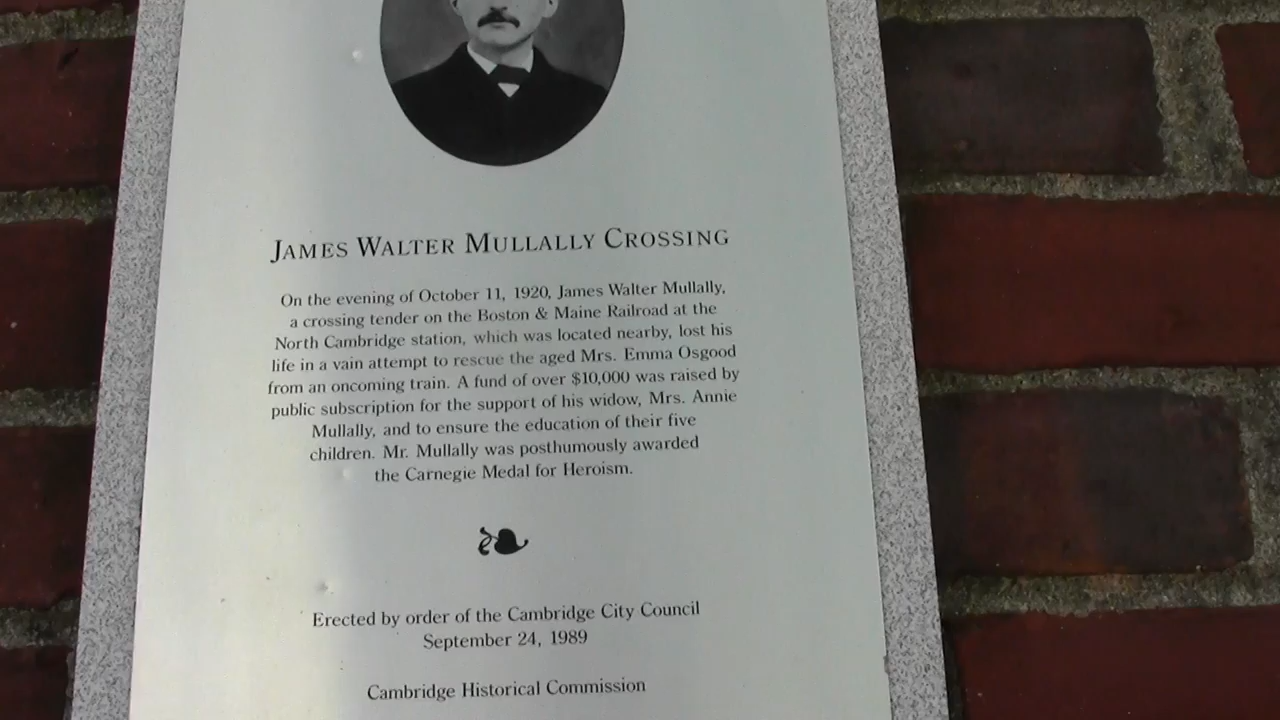 JAMES WALTER MULLALLY CROSSING
On the evening of October 11, 1920, James Walter Mullally,
a crossing tender on the Boston & Maine Railroad at the
North Cambridge station, which was located nearby, lost his
life in a vain attempt to rescue the aged Mrs. Emma Osgood
from an oncoming train. A fund of over $10,000 was raised by
public subscription for the support of his widow, Mrs. Annie
Mullally, and to ensure the education of their five
children. Mr. Mullally was posthumously awarded
the Carnegie Medal for Heroism.
Erected by order of the Cambridge City Council
September 24, 1989
Cambridge Historical Commission